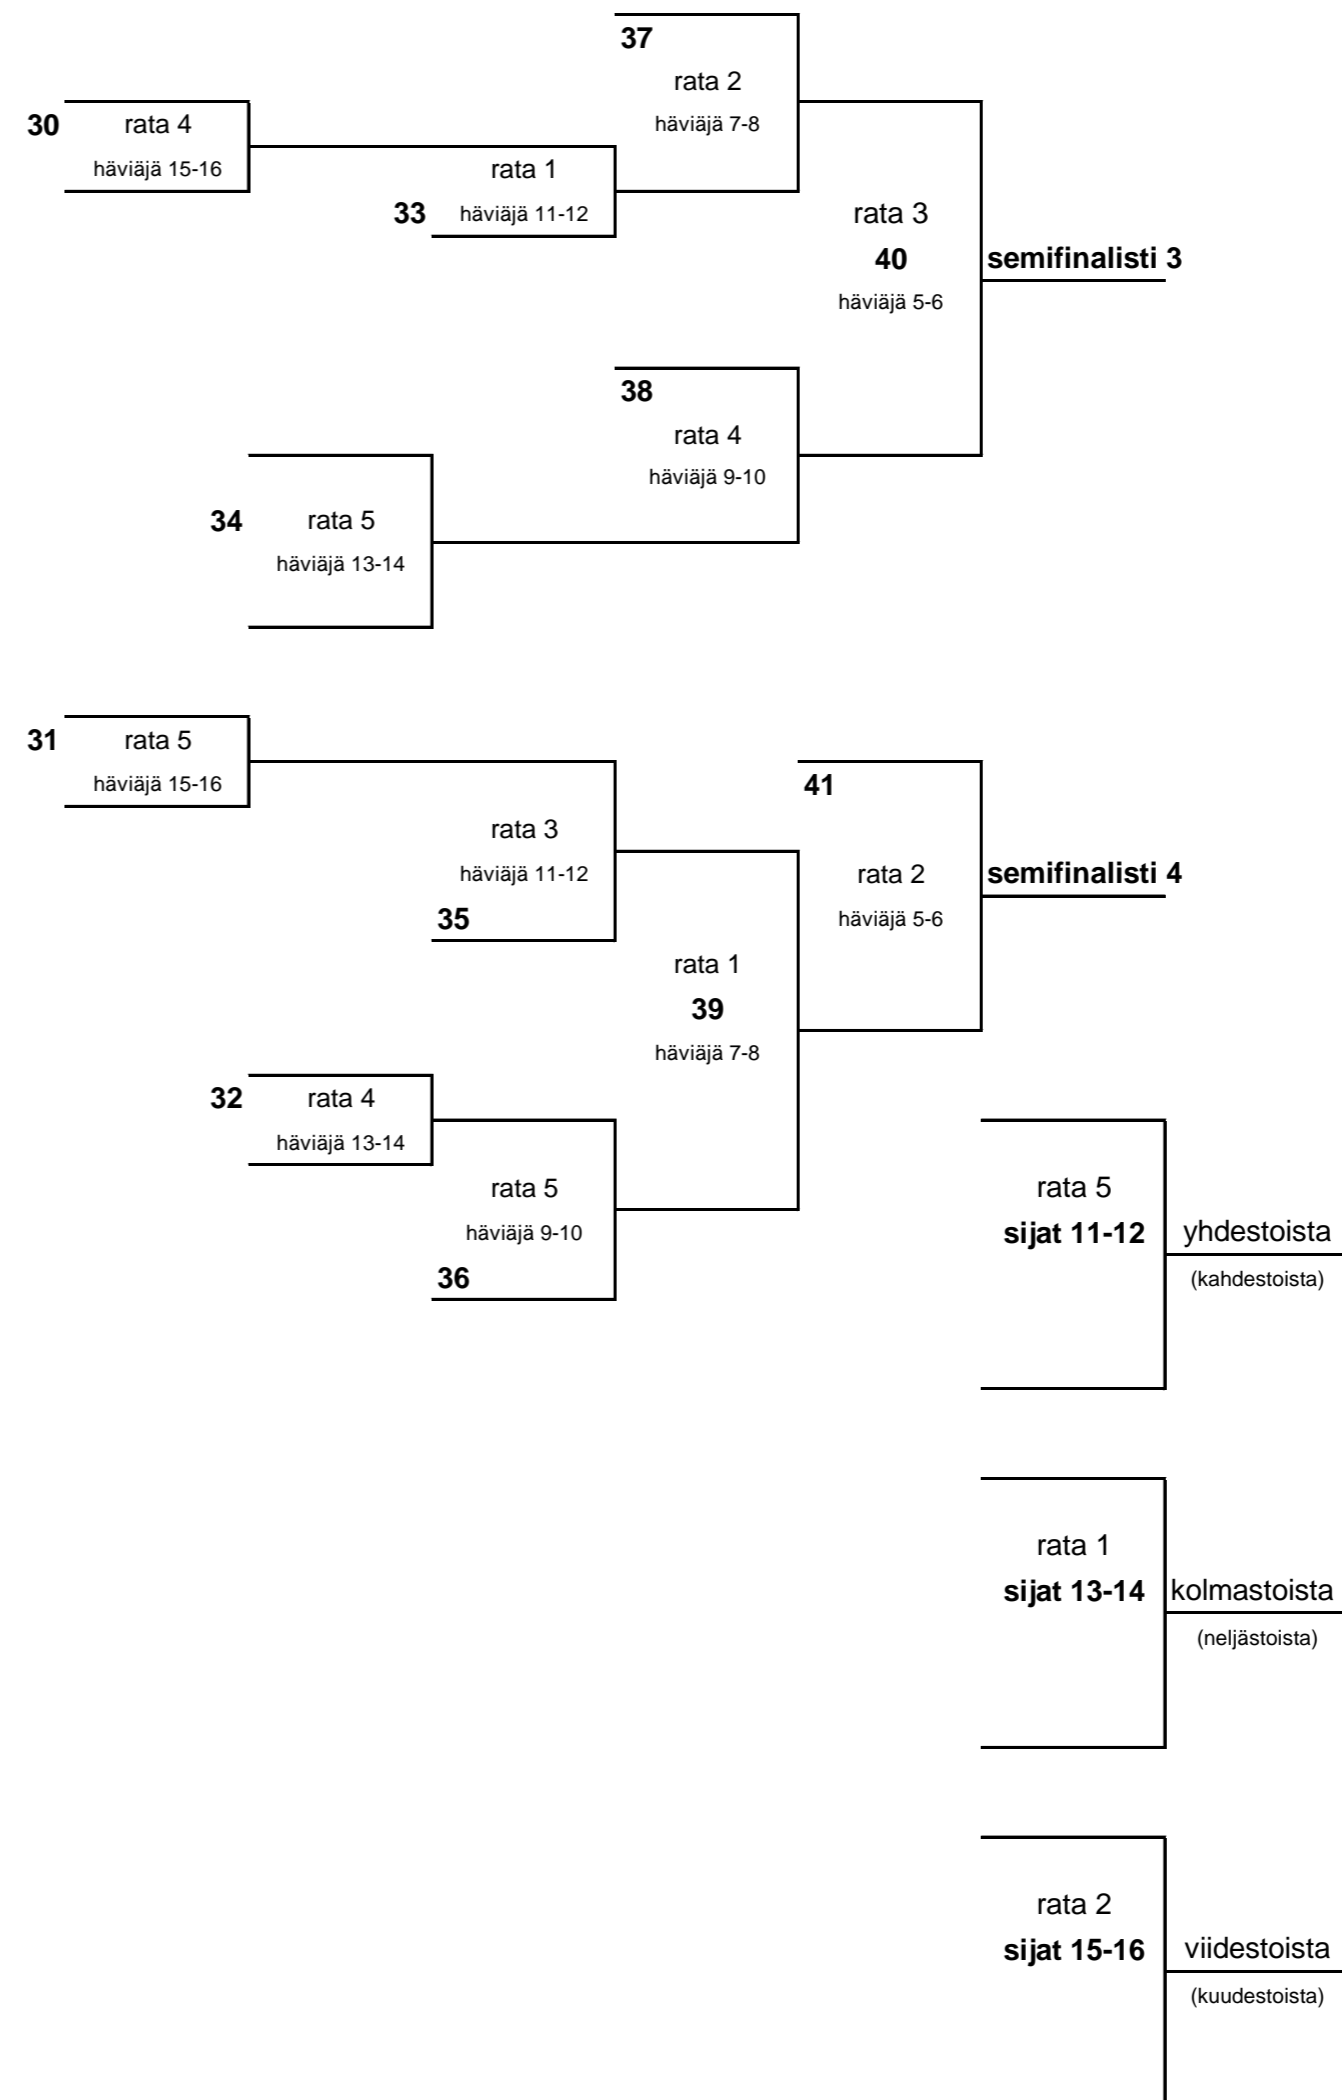 37
rata 2
häviäjä 7-8
30
rata 4
häviäjä 15-16
rata 1
33
häviäjä 11-12
rata 3
40
häviäjä 5-6
semifinalisti 3
38
rata 4
häviäjä 9-10
34
rata 5
häviäjä 13-14
31
rata 5
häviäjä 15-16
41
rata 3
häviäjä 11-12
35
rata 2
häviäjä 5-6
semifinalisti 4
rata 1
39
häviäjä 7-8
32
rata 4
häviäjä 13-14
rata 5
häviäjä 9-10
36
rata 5
sijat 11-12
yhdestoista
(kahdestoista)
rata 1
sijat 13-14
kolmastoista
(neljästoista)
rata 2
sijat 15-16
viidestoista
(kuudestoista)